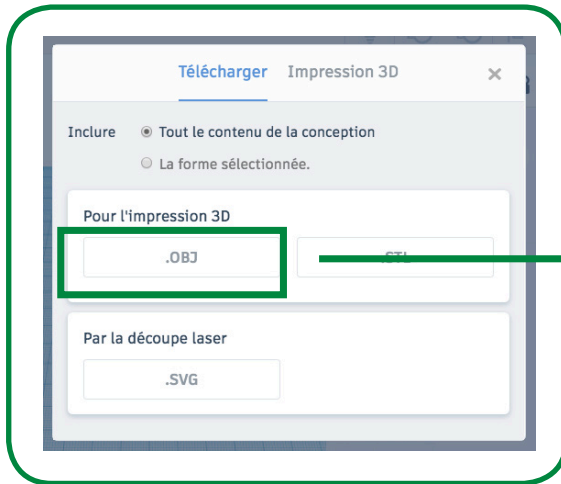 Télécharger Impression 3D ×
Inclure Tout le contenu de la conception
La forme sélectionnée.
Pour l'impression 3D
.OBJ .STL
Par la découpe laser
.SVG